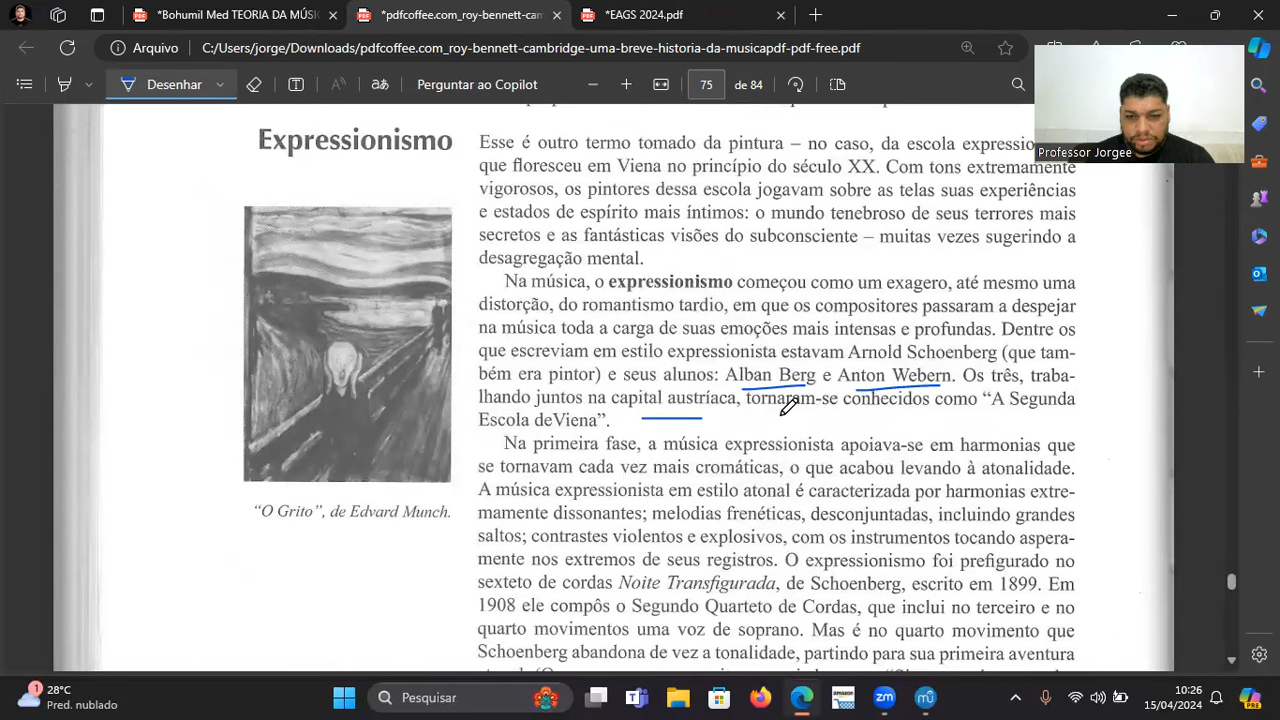 *Bohumil Med TEORIA DA MÚSI
*pdfcoffee.com_roy-bennett-cam
*EAGS 2024.pdf
Arquivo
C:/Users/jorge/Downloads/pdfcoffee.com_roy-bennett-cambridge-uma-breve-historia-da-musicapdf-pdf-free.pdf
Desenhar
Perguntar ao Copilot
75
de 84
Professor Jorgee
Expressionismo
Esse é outro termo tomado da pintura – no caso, da escola expression
que floresceu em Viena no princípio do século XX. Com tons extremamente
vigorosos, os pintores dessa escola jogavam sobre as telas suas experiências
e estados de espírito mais íntimos: o mundo tenebroso de seus terrores mais
secretos e as fantásticas visões do subconsciente – muitas vezes sugerindo a
desagregação mental.
Na música, o expressionismo começou como um exagero, até mesmo uma
distorção, do romantismo tardio, em que os compositores passaram a despejar
na música toda a carga de suas emoções mais intensas e profundas. Dentre os
que escreviam em estilo expressionista estavam Arnold Schoenberg (que tam-
bém era pintor) e seus alunos: Alban Berg e Anton Webern. Os três, traba-
lhando juntos na capital austríaca, tornaram-se conhecidos como “A Segunda
Escola deViena”.
Na primeira fase, a música expressionista apoiava-se em harmonias que
se tornavam cada vez mais cromáticas, o que acabou levando à atonalidade.
A música expressionista em estilo atonal é caracterizada por harmonias extre-
mamente dissonantes; melodias frenéticas, desconjuntadas, incluindo grandes
saltos; contrastes violentos e explosivos, com os instrumentos tocando aspera-
mente nos extremos de seus registros. O expressionismo foi prefigurado no
sexteto de cordas Noite Transfigurada, de Schoenberg, escrito em 1899. Em
1908 ele compôs o Segundo Quarteto de Cordas, que inclui no terceiro e no
quarto movimentos uma voz de soprano. Mas é no quarto movimento que
Schoenberg abandona de vez a tonalidade, partindo para sua primeira aventura
“O Grito”, de Edvard Munch.
1
28°C
Pred. nublado
Pesquisar
amazon
zm
10:26
15/04/2024
PRE